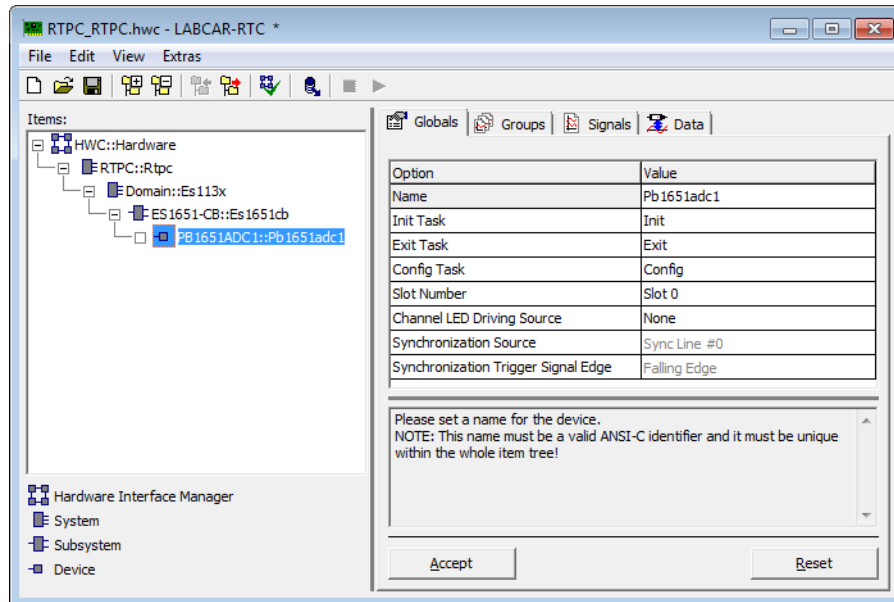 RTPC_RTPC.hwc - LABCAR-RTC *
File Edit View Extras
Items:
HWC::Hardware
RTPC::Rtpc
Domain::Es113x
ES1651-CB::Es1651cb
PB1651ADC1::Pb1651adc1
Hardware Interface Manager
System
Subsystem
Device
Globals Groups Signals Data
Option Value
Name Pb1651adc1
Init Task Init
Exit Task Exit
Config Task Config
Slot Number Slot 0
Channel LED Driving Source None
Synchronization Source Sync Line #0
Synchronization Trigger Signal Edge Falling Edge
Please set a name for the device.
NOTE: This name must be a valid ANSI-C identifier and it must be unique
within the whole item tree!
Accept Reset